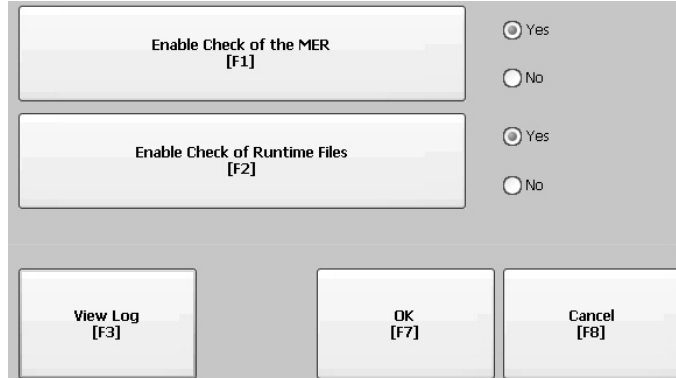 Enable Check of the MER
[F1]
Yes
No
Enable Check of Runtime Files
[F2]
Yes
No
View Log
[F3]
OK
[F7]
Cancel
[F8]